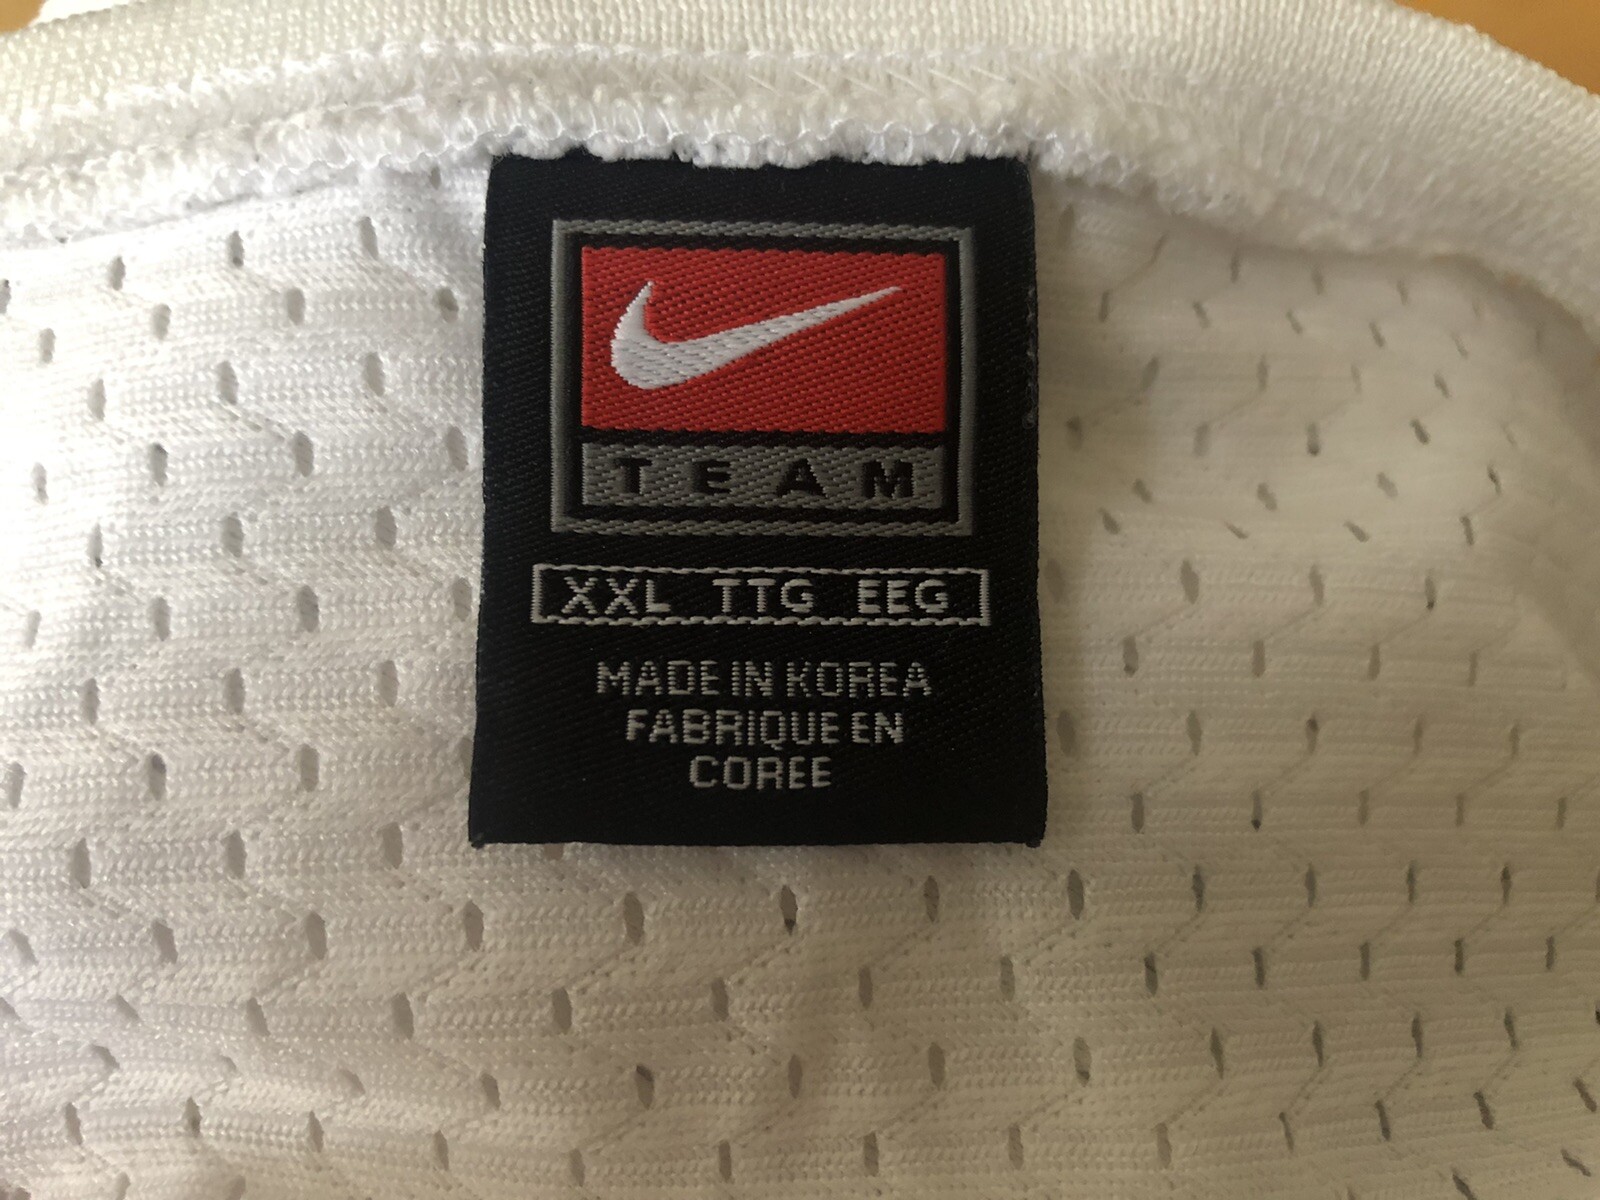 TEAM
XXL TTG EEG
MADE IN KOREA
FABRIQUE EN
COREE